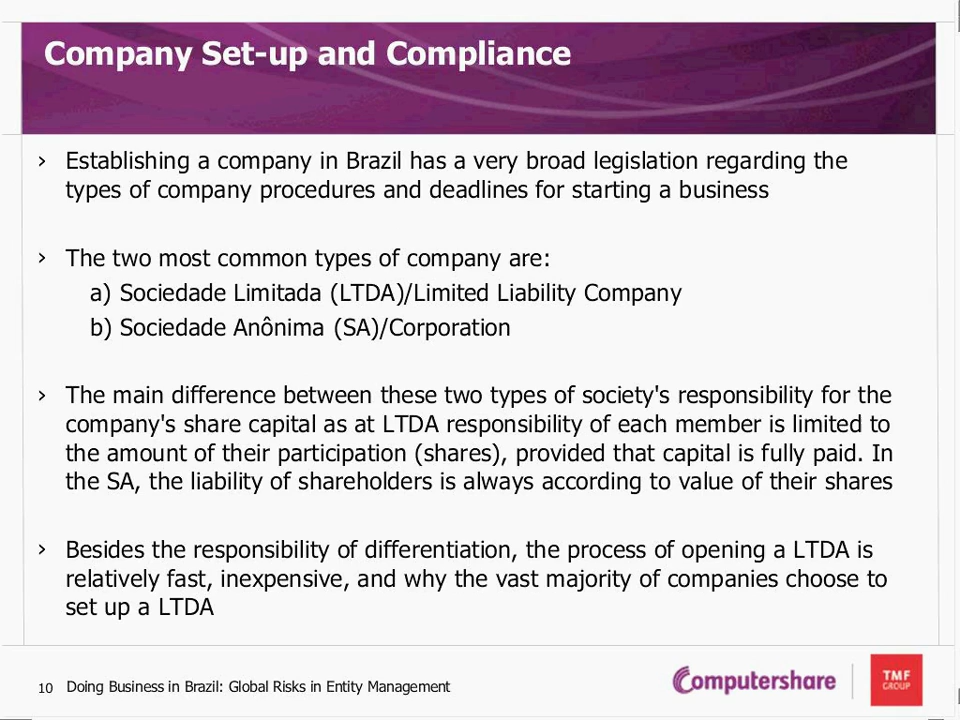 Company Set-up and Compliance
› Establishing a company in Brazil has a very broad legislation regarding the
types of company procedures and deadlines for starting a business
› The two most common types of company are:
a) Sociedade Limitada (LTDA)/Limited Liability Company
b) Sociedade Anônima (SA)/Corporation
› The main difference between these two types of society's responsibility for the
company's share capital as at LTDA responsibility of each member is limited to
the amount of their participation (shares), provided that capital is fully paid. In
the SA, the liability of shareholders is always according to value of their shares
› Besides the responsibility of differentiation, the process of opening a LTDA is
relatively fast, inexpensive, and why the vast majority of companies choose to
set up a LTDA
10 Doing Business in Brazil: Global Risks in Entity Management
Computershare
TMF
GROUP